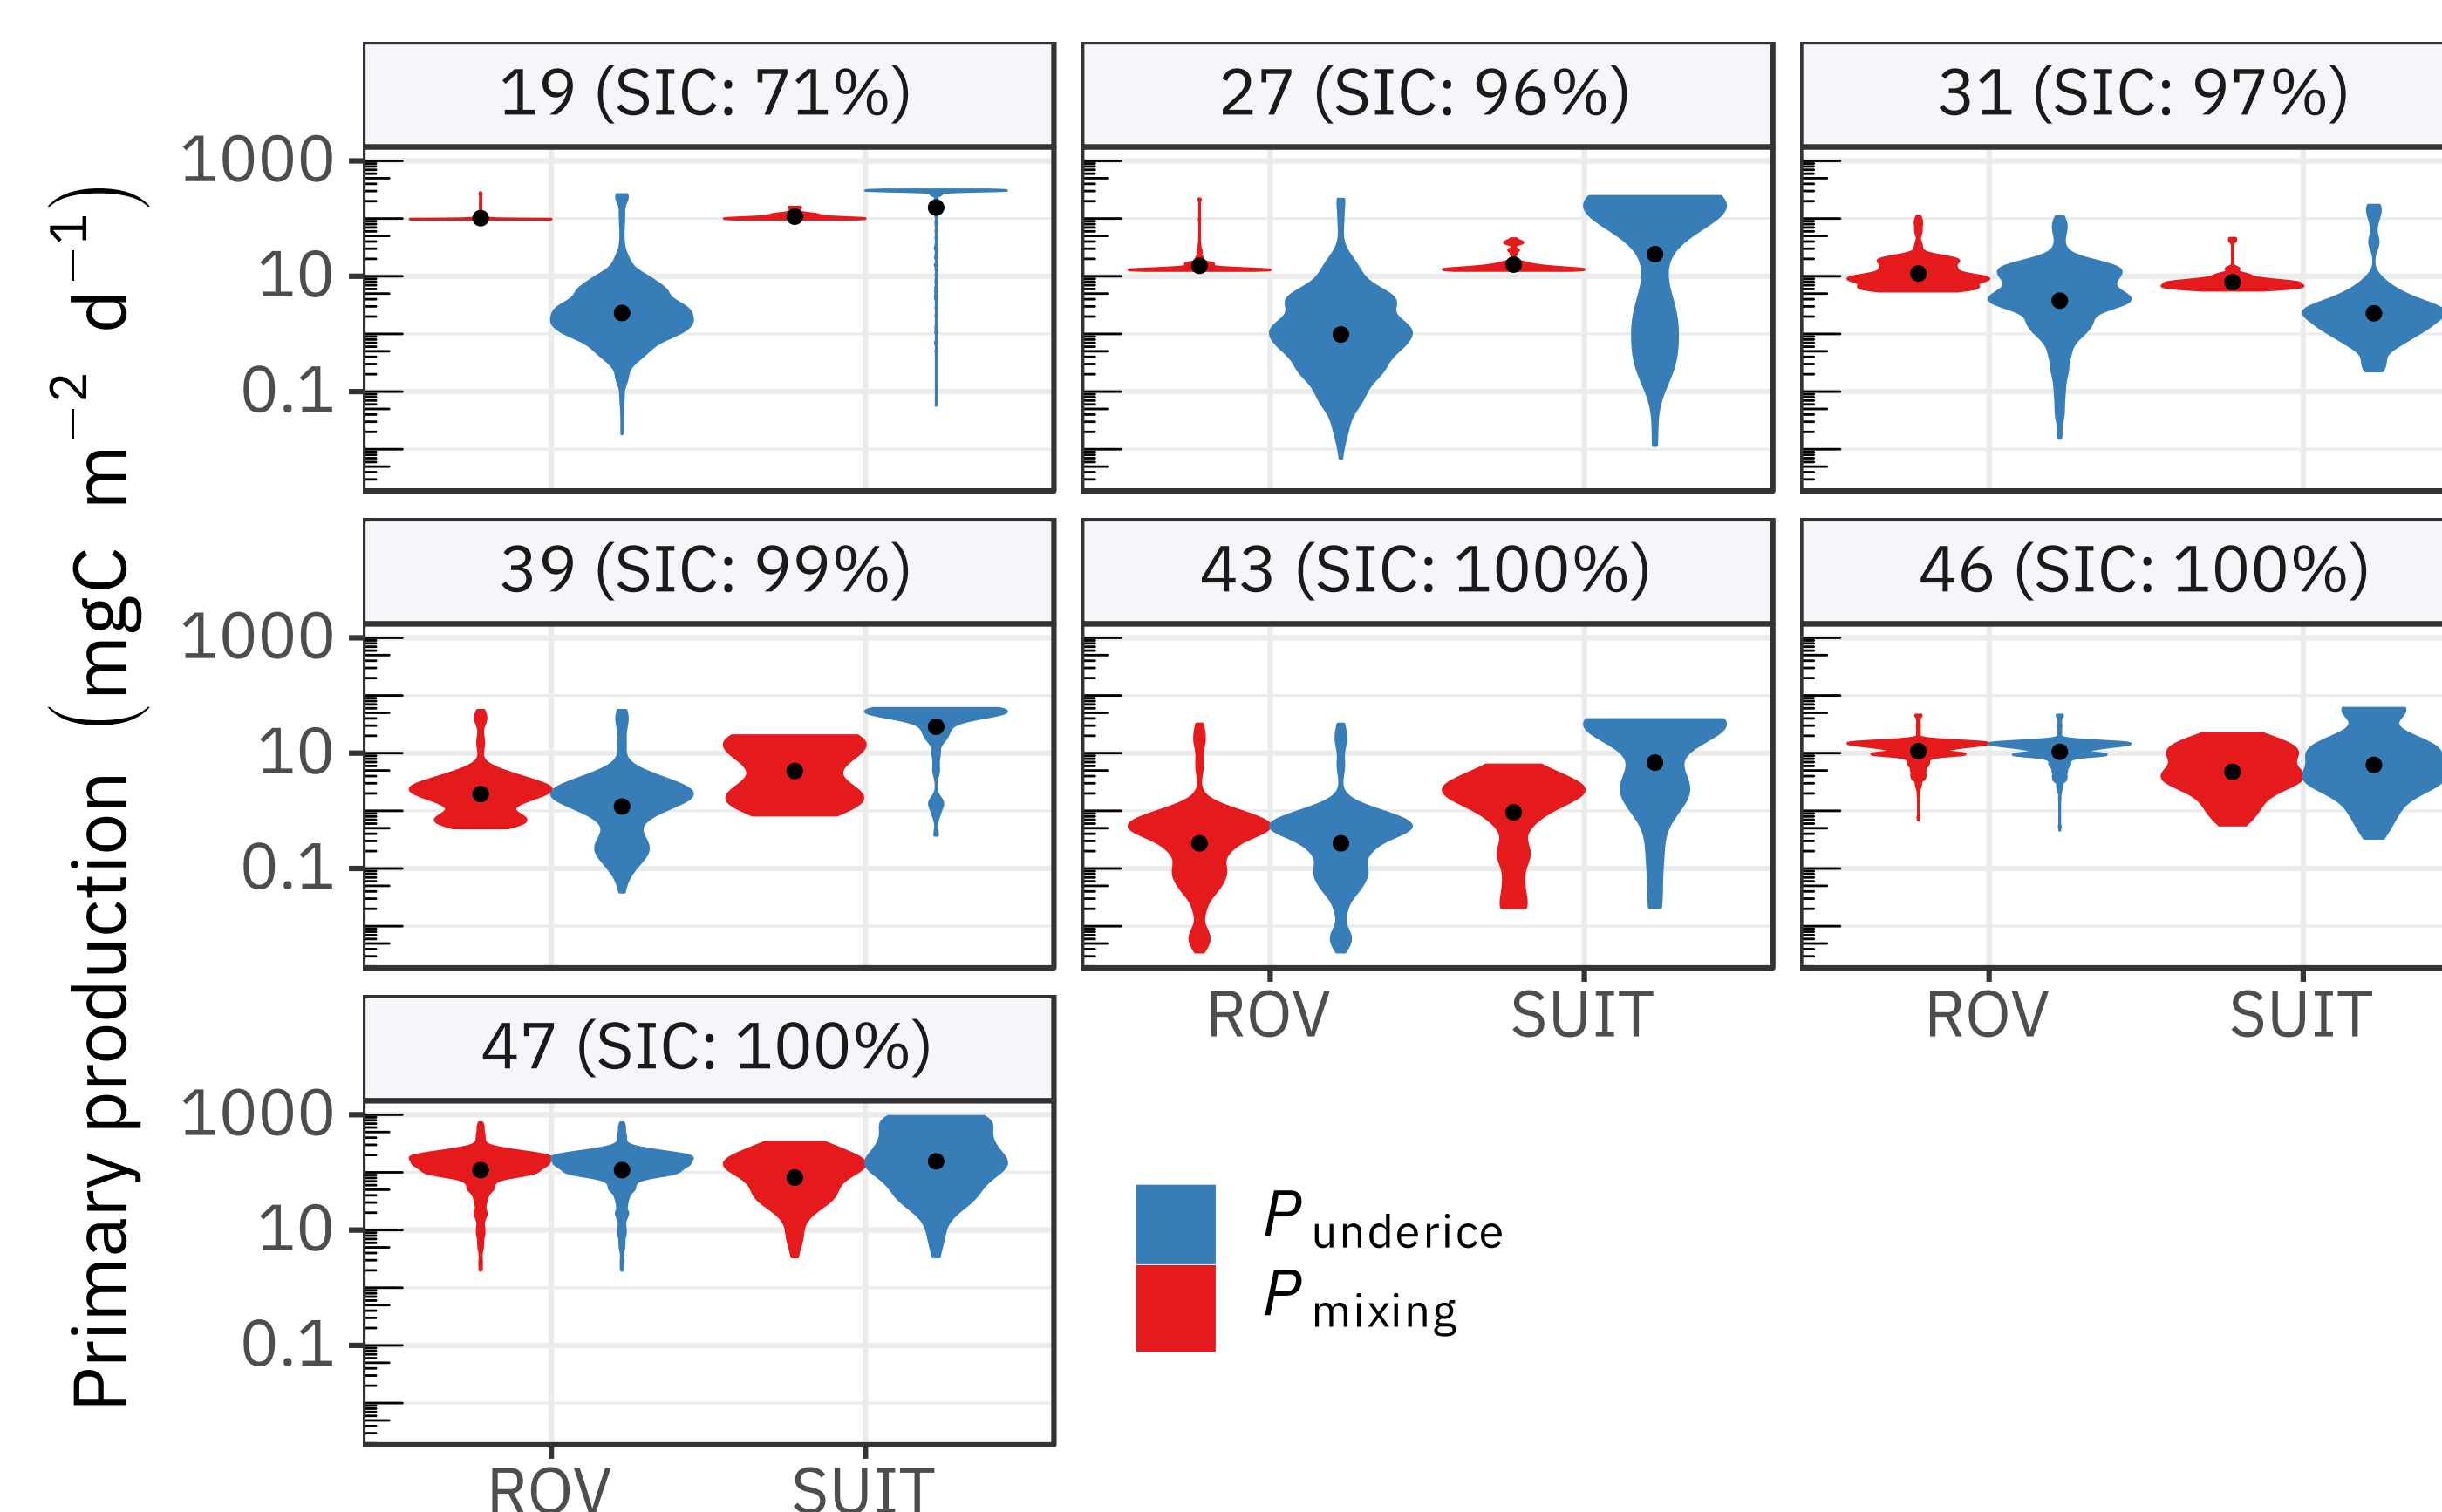 19 (SIC: 71%)
27 (SIC: 96%)
31 (SIC: 97%)
1000
10
0.1
Primary production (mgC m⁻² d⁻¹)
39 (SIC: 99%)
43 (SIC: 100%)
46 (SIC: 100%)
1000
10
0.1
ROV SUIT
ROV SUIT
47 (SIC: 100%)
1000
10
0.1
ROV SUIT
P underice
P mixing